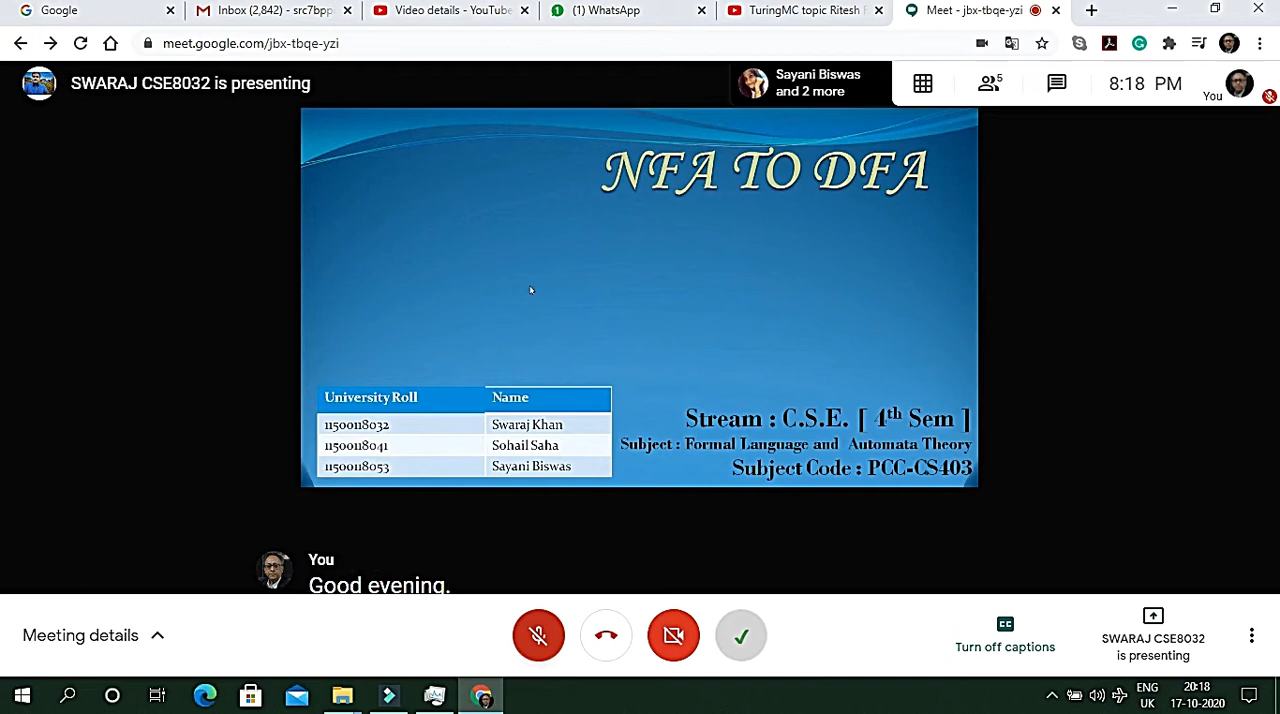 Google
Inbox (2,842) - src7bpp
Video details - YouTube
(1) WhatsApp
TuringMC topic Ritesh
Meet - jbx-tbqe-yzi
meet.google.com/jbx-tbqe-yzi
SWARAJ CSE8032 is presenting
Sayani Biswas
and 2 more
5
8:18 PM
You
NFA TO DFA
University Roll Name
11500118032 Swaraj Khan
11500118041 Sohail Saha
11500118053 Sayani Biswas
Stream : C.S.E. [ 4th Sem ]
Subject : Formal Language and Automata Theory
Subject Code : PCC-CS403
You
Good evening.
Meeting details
Turn off captions
SWARAJ CSE8032
is presenting
ENG
UK
20:18
17-10-2020